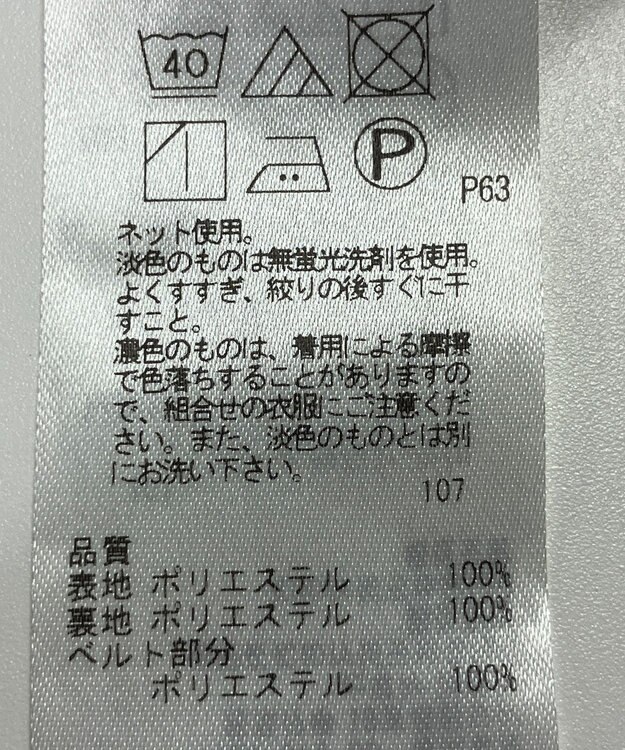 40
P
P63
ネット使用。
淡色のものは無蛍光洗剤を使用。
よくすすぎ、絞りの後すぐに干
すこと。
濃色のものは、着用による摩擦
で色落ちすることがありますの
で、組合せの衣服にご注意くだ
さい。また、淡色のものとは別
にお洗い下さい。
107
品質
表地 ポリエステル 100%
裏地 ポリエステル 100%
ベルト部分
ポリエステル 100%